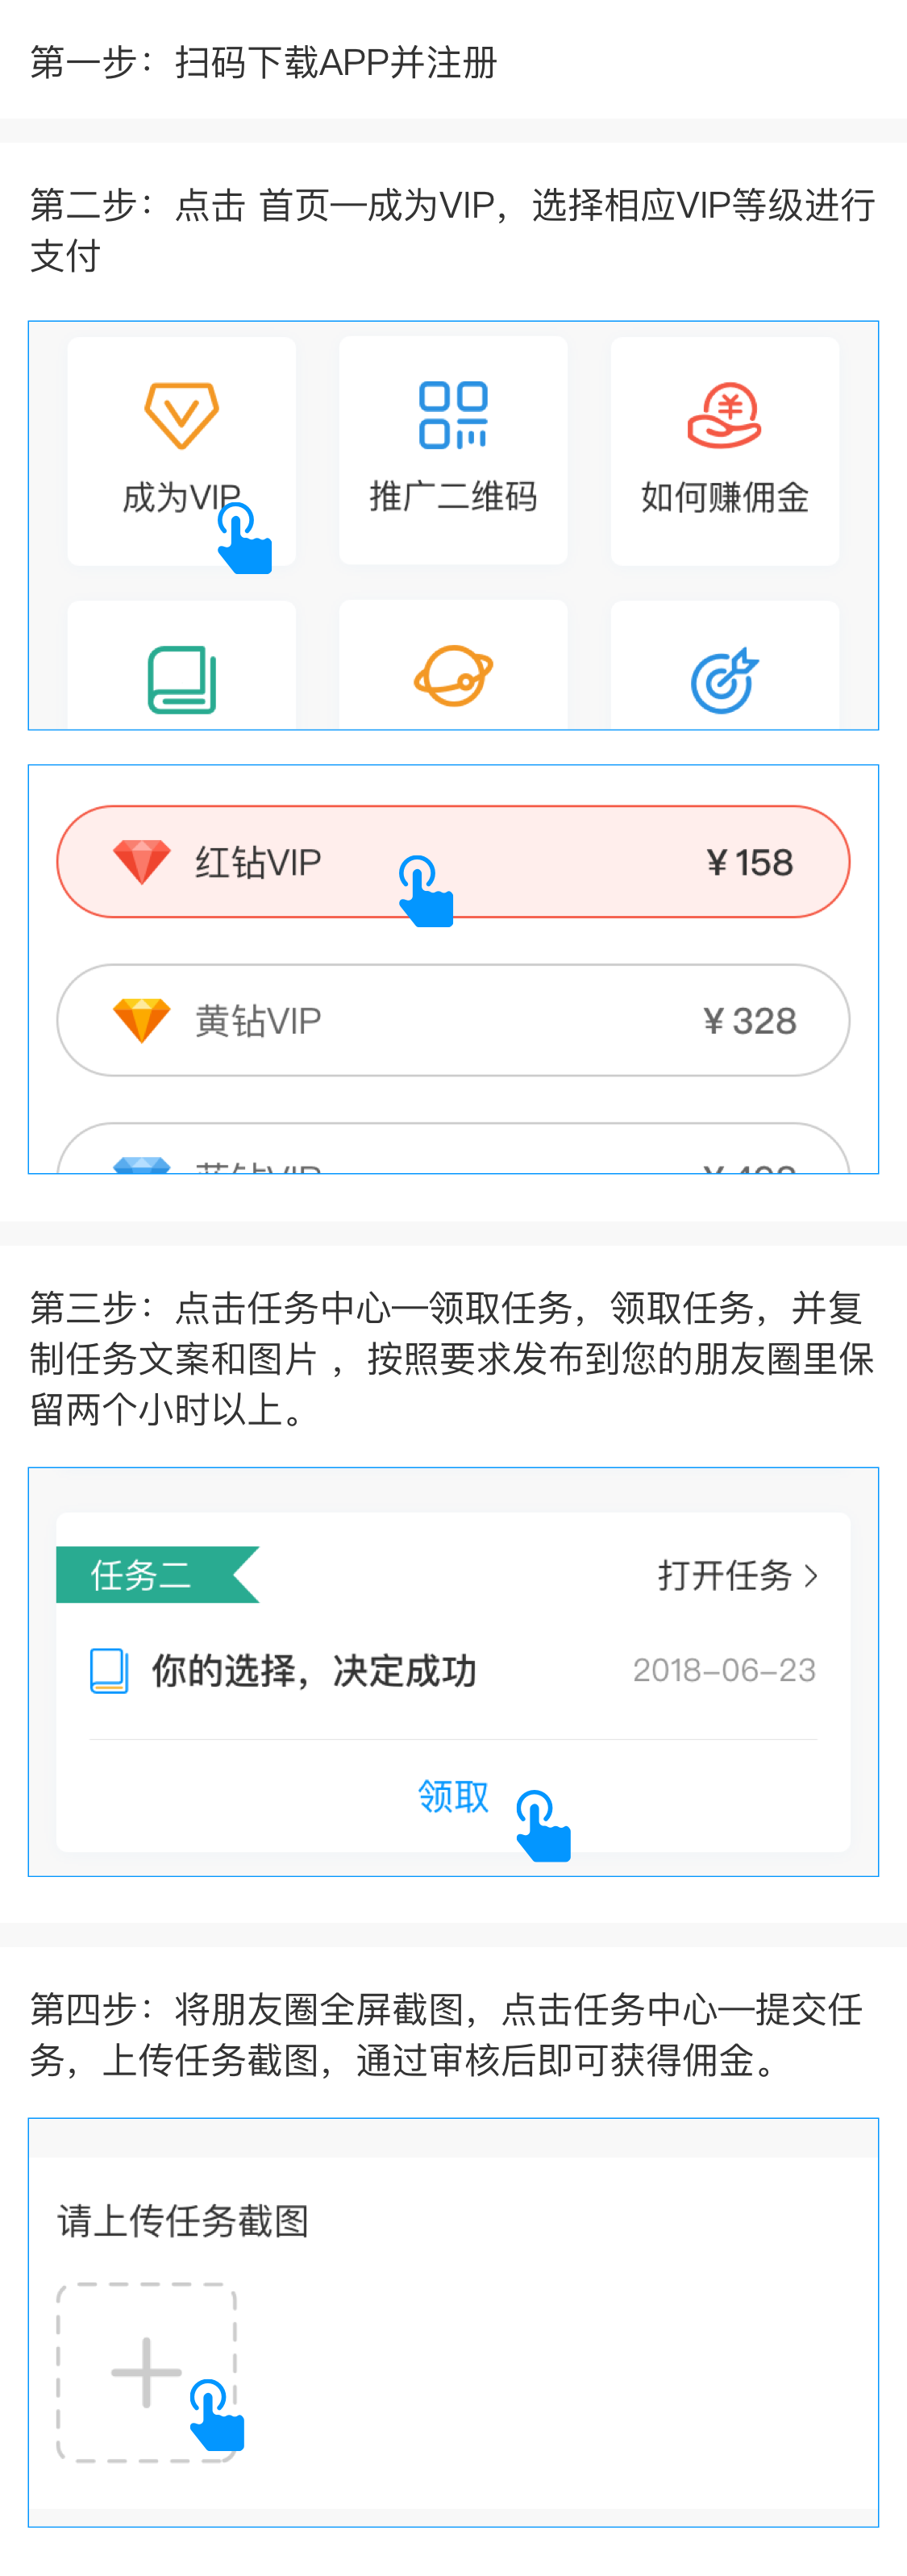 第一步：扫码下载APP并注册
第二步：点击 首页—成为VIP，选择相应VIP等级进行
支付
成为VIP 推广二维码 如何赚佣金
红钻VIP ¥158
黄钻VIP ¥328
第三步：点击任务中心—领取任务，领取任务，并复
制任务文案和图片 ，按照要求发布到您的朋友圈里保
留两个小时以上。
任务二 打开任务 >
你的选择，决定成功 2018-06-23
领取
第四步：将朋友圈全屏截图，点击任务中心—提交任
务，上传任务截图，通过审核后即可获得佣金。
请上传任务截图